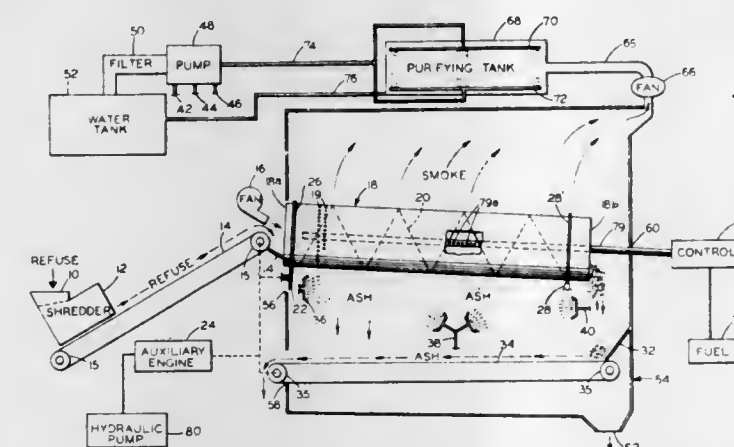 68
70
50
48
74
65
52
FILTER
PUMP
PURIFYING TANK
66
FAN
76
42
44
46
72
WATER
TANK
SMOKE
16
18a
26
19
18
20
79a
28
18b
79
60
FAN
14
CONTROL
REFUSE
10
12
REFUSE
15
SHREDDER
56
22
36
ASH
ASH
28
40
38
24
15
AUXILIARY
ENGINE
ASH
34
32
FUEL
35
35
54
58
HYDRAULIC
PUMP
80